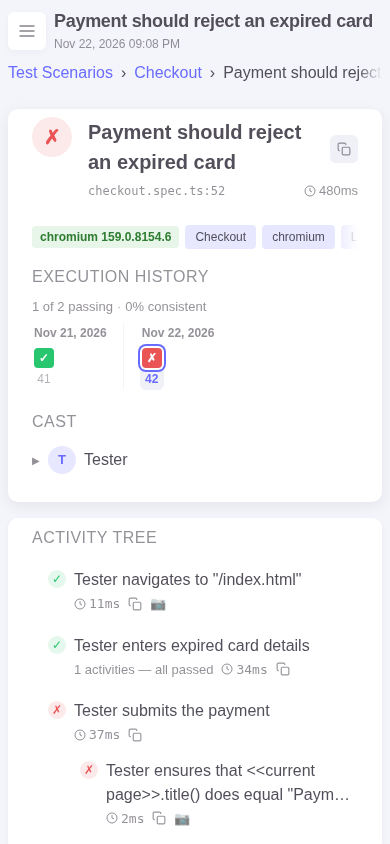 Payment should reject an expired card
Nov 22, 2026 09:08 PM
Test Scenarios › Checkout › Payment should reject
✗ Payment should reject
an expired card
checkout.spec.ts:52 480ms
chromium 159.0.8154.6 Checkout chromium L
EXECUTION HISTORY
1 of 2 passing · 0% consistent
Nov 21, 2026 Nov 22, 2026
✓ ✗
41 42
CAST
▶ T Tester
ACTIVITY TREE
✓ Tester navigates to "/index.html"
11ms
✓ Tester enters expired card details
1 activities — all passed 34ms
✗ Tester submits the payment
37ms
✗ Tester ensures that <<current
page>>.title() does equal "Paym…
2ms